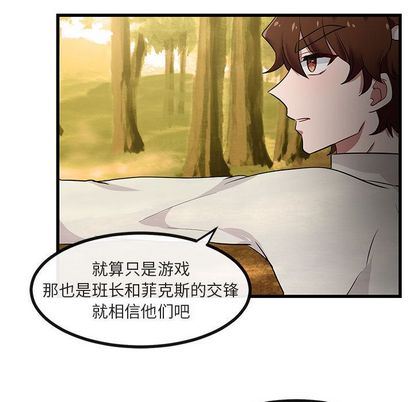 就算只是游戏
那也是班长和菲克斯的交锋
就相信他们吧